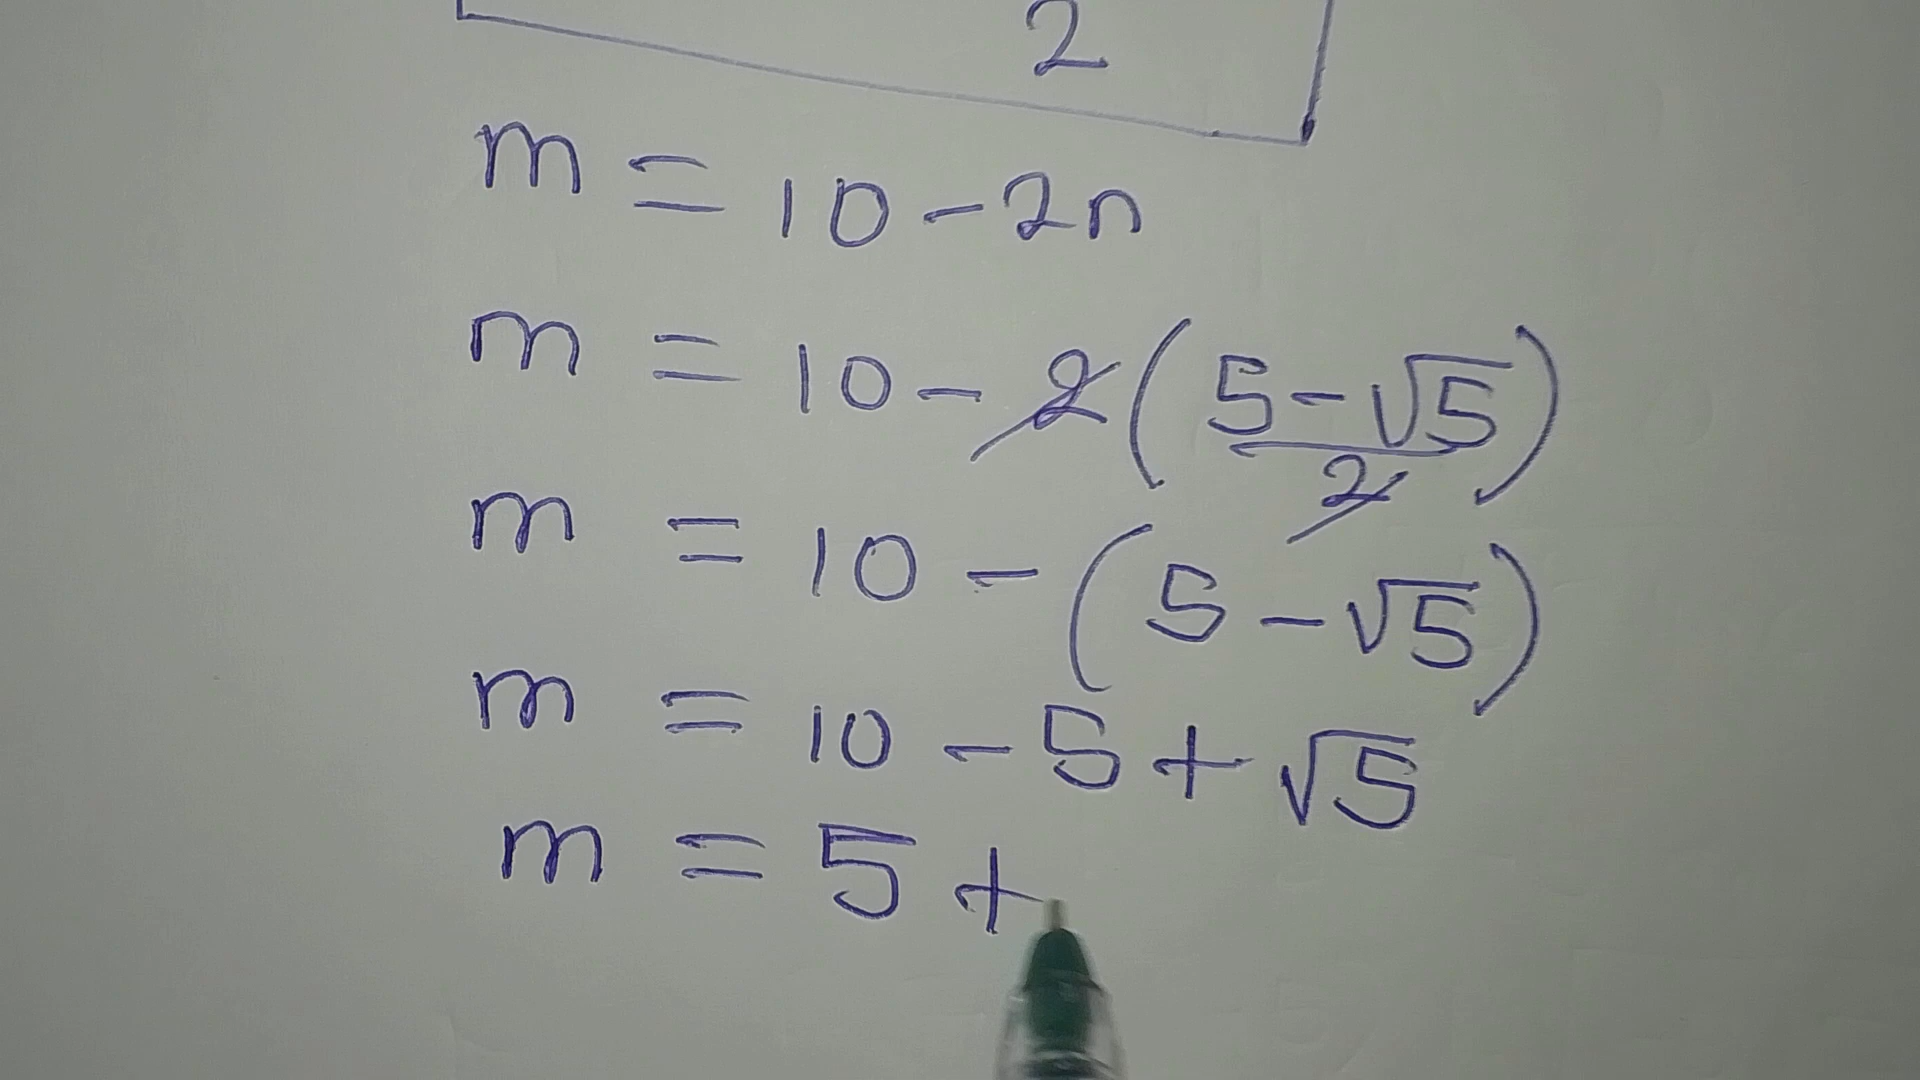 2
m = 10 - 2n
m = 10 - 2 ( 5 - √5 / 2 )
m = 10 - ( 5 - √5 )
m = 10 - 5 + √5
m = 5 +